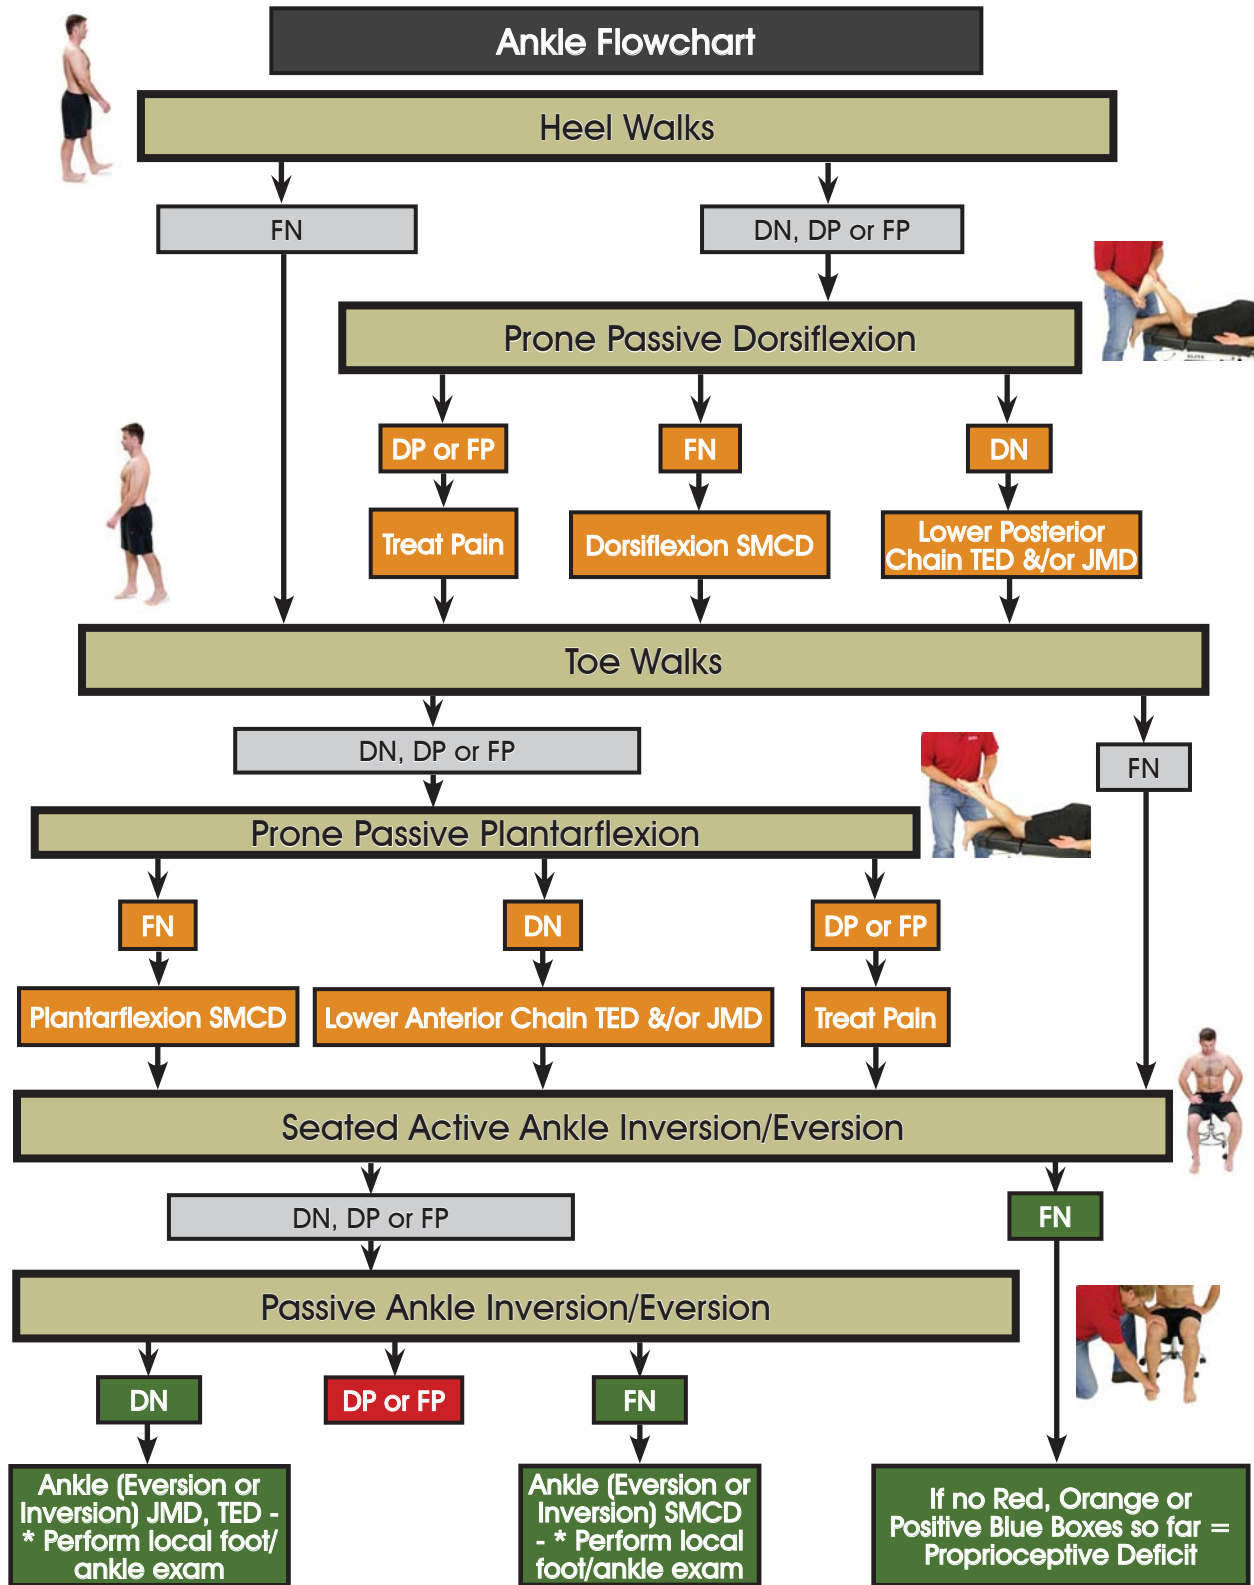 Ankle Flowchart
Heel Walks
FN
DN, DP or FP
Prone Passive Dorsiflexion
DP or FP
FN
DN
Treat Pain
Dorsiflexion SMCD
Lower Posterior
Chain TED &/or JMD
Toe Walks
DN, DP or FP
FN
Prone Passive Plantarflexion
FN
DN
DP or FP
Plantarflexion SMCD
Lower Anterior Chain TED &/or JMD
Treat Pain
Seated Active Ankle Inversion/Eversion
DN, DP or FP
FN
Passive Ankle Inversion/Eversion
DN
DP or FP
FN
Ankle (Eversion or
Inversion) JMD, TED -
* Perform local foot/
ankle exam
Ankle (Eversion or
Inversion) SMCD
- * Perform local
foot/ankle exam
If no Red, Orange or
Positive Blue Boxes so far =
Proprioceptive Deficit